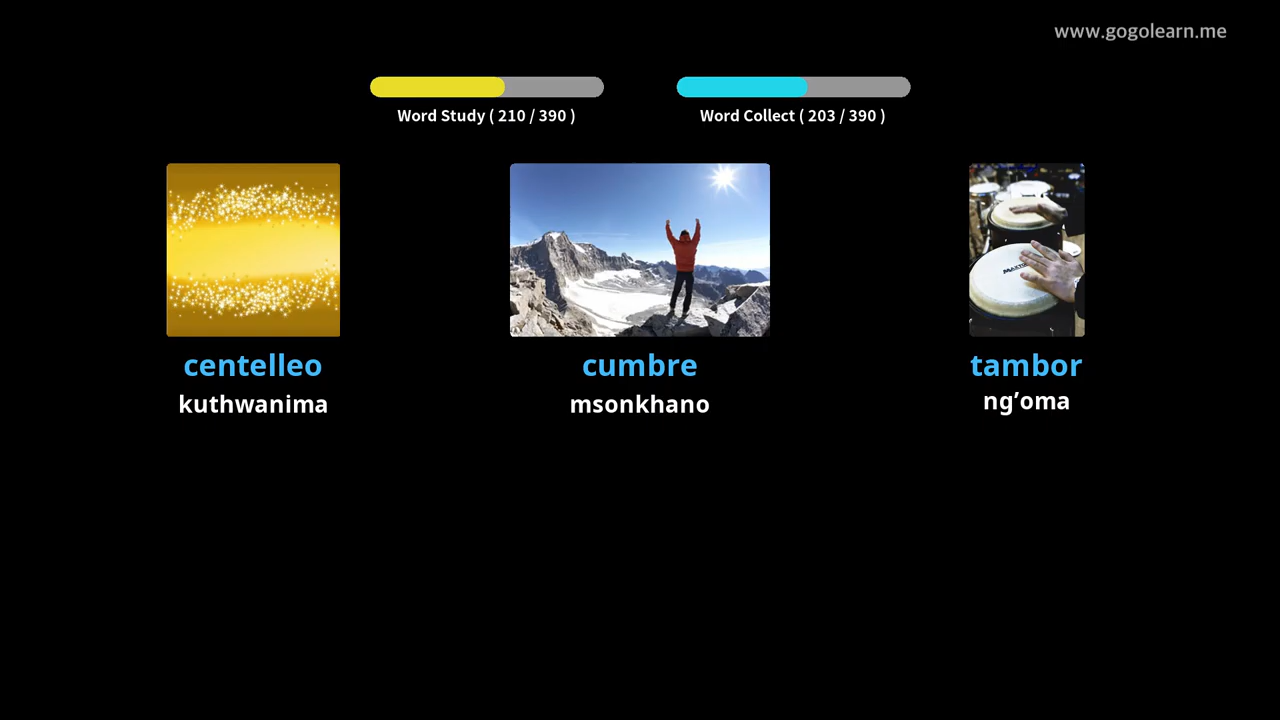 www.gogolearn.me
Word Study ( 210 / 390 )
Word Collect ( 203 / 390 )
centelleo
cumbre
tambor
kuthwanima
msonkhano
ng’oma